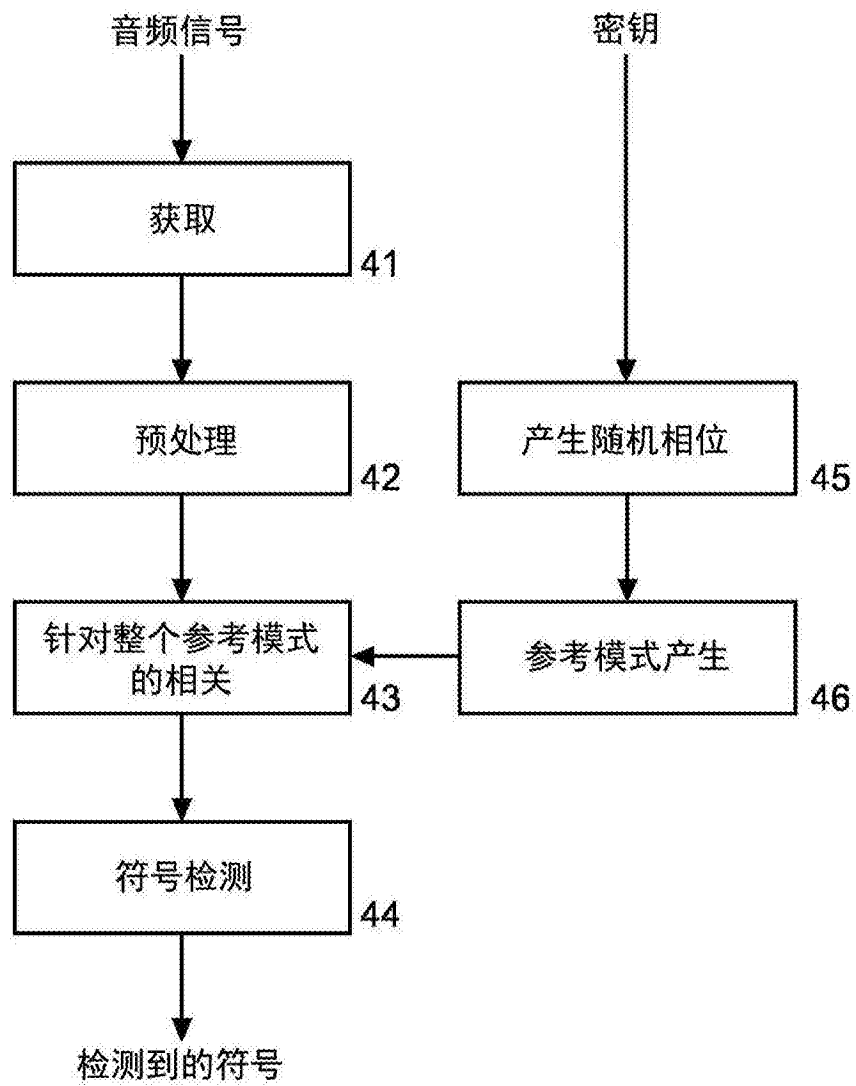 音频信号
密钥
获取
41
预处理
42
产生随机相位
45
针对整个参考模式
的相关
43
参考模式产生
46
符号检测
44
检测到的符号